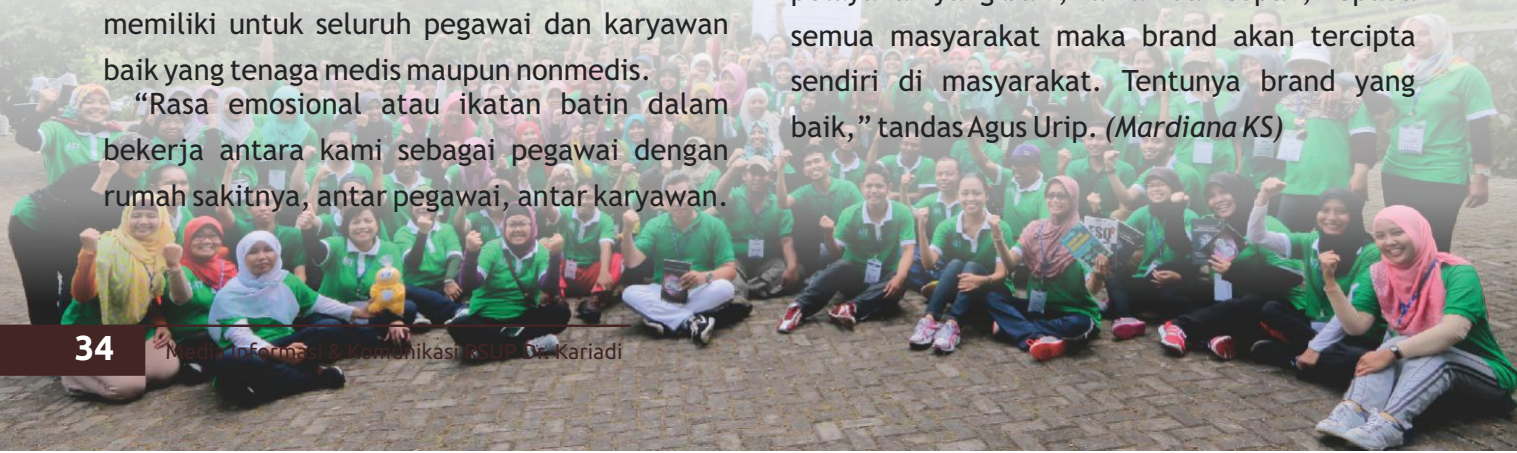 memiliki untuk seluruh pegawai dan karyawan
baik yang tenaga medis maupun nonmedis.
“Rasa emosional atau ikatan batin dalam
bekerja antara kami sebagai pegawai dengan
rumah sakitnya, antar pegawai, antar karyawan.
semua masyarakat maka brand akan tercipta
sendiri di masyarakat. Tentunya brand yang
baik,” tandas Agus Urip. (Mardiana KS)
34
Media Informasi & Komunikasi RSUP Dr. Kariadi